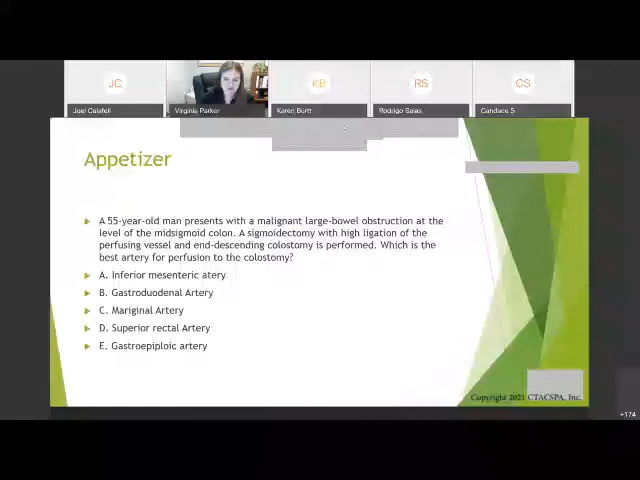 JC
KB
RS
CS
Joel Calafell
Virginia Parker
Karen Burtt
Rodrigo Salas
Candace S
Appetizer
A 55-year-old man presents with a malignant large-bowel obstruction at the
level of the midsigmoid colon. A sigmoidectomy with high ligation of the
perfusing vessel and end-descending colostomy is performed. Which is the
best artery for perfusion to the colostomy?
A. Inferior mesenteric atery
B. Gastroduodenal Artery
C. Mariginal Artery
D. Superior rectal Artery
E. Gastroepiploic artery
Copyright 2021 CTACSPA, Inc.
+174